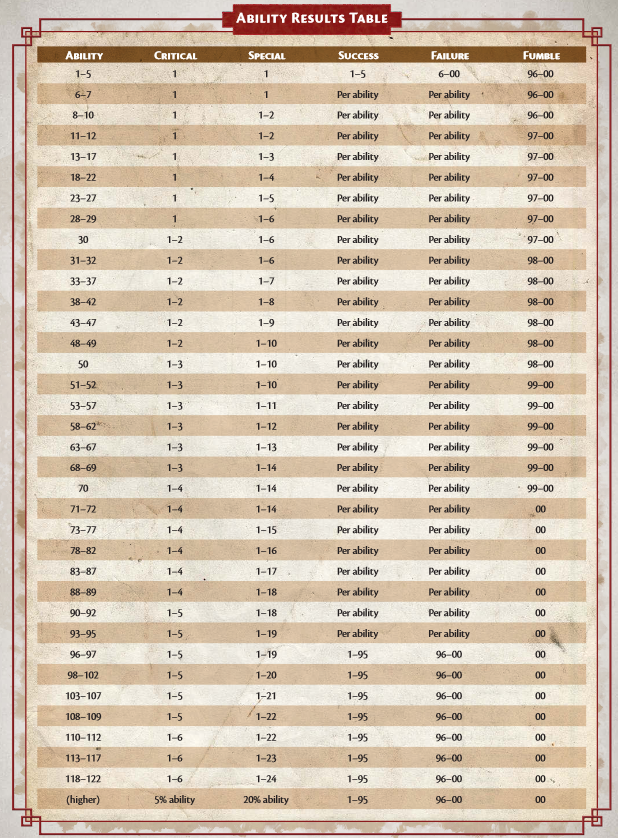 Ability Results Table
Ability Critical Special Success Failure Fumble
1–5 1 1 1–5 6–00 96–00
6–7 1 1 Per ability Per ability 96–00
8–10 1 1–2 Per ability Per ability 96–00
11–12 1 1–2 Per ability Per ability 97–00
13–17 1 1–3 Per ability Per ability 97–00
18–22 1 1–4 Per ability Per ability 97–00
23–27 1 1–5 Per ability Per ability 97–00
28–29 1 1–6 Per ability Per ability 97–00
30 1–2 1–6 Per ability Per ability 97–00
31–32 1–2 1–6 Per ability Per ability 98–00
33–37 1–2 1–7 Per ability Per ability 98–00
38–42 1–2 1–8 Per ability Per ability 98–00
43–47 1–2 1–9 Per ability Per ability 98–00
48–49 1–2 1–10 Per ability Per ability 98–00
50 1–3 1–10 Per ability Per ability 98–00
51–52 1–3 1–10 Per ability Per ability 99–00
53–57 1–3 1–11 Per ability Per ability 99–00
58–62 1–3 1–12 Per ability Per ability 99–00
63–67 1–3 1–13 Per ability Per ability 99–00
68–69 1–3 1–14 Per ability Per ability 99–00
70 1–4 1–14 Per ability Per ability 99–00
71–72 1–4 1–14 Per ability Per ability 00
73–77 1–4 1–15 Per ability Per ability 00
78–82 1–4 1–16 Per ability Per ability 00
83–87 1–4 1–17 Per ability Per ability 00
88–89 1–4 1–18 Per ability Per ability 00
90–92 1–5 1–18 Per ability Per ability 00
93–95 1–5 1–19 Per ability Per ability 00
96–97 1–5 1–19 1–95 96–00 00
98–102 1–5 1–20 1–95 96–00 00
103–107 1–5 1–21 1–95 96–00 00
108–109 1–5 1–22 1–95 96–00 00
110–112 1–6 1–22 1–95 96–00 00
113–117 1–6 1–23 1–95 96–00 00
118–122 1–6 1–24 1–95 96–00 00
(higher) 5% ability 20% ability 1–95 96–00 00